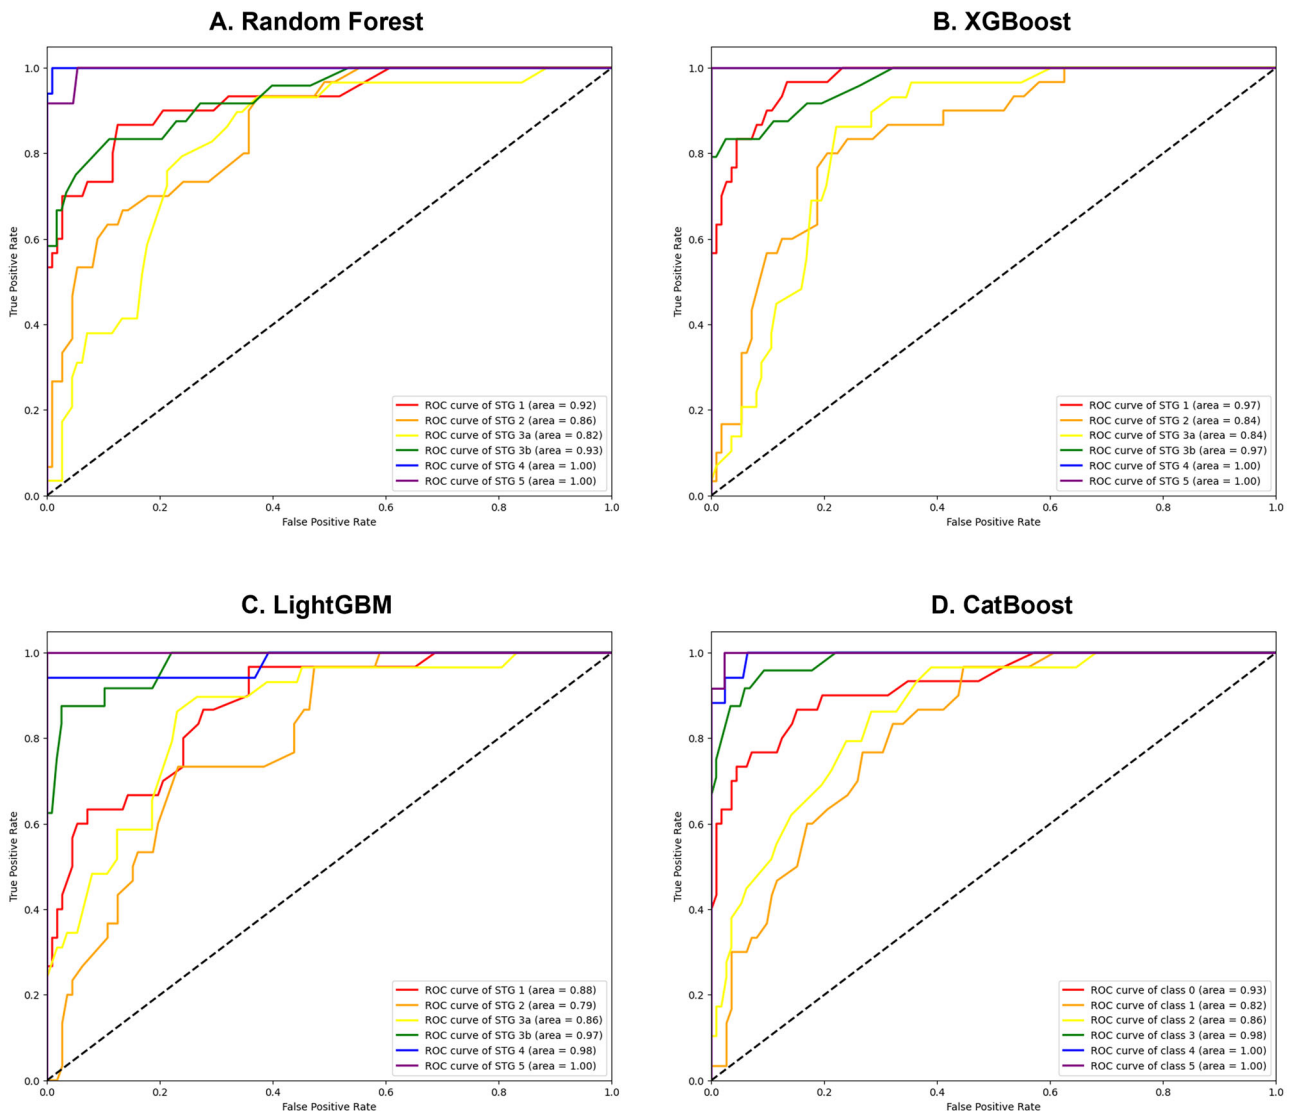 A. Random Forest
1.0
0.8
0.6
0.4
0.2
0.0
True Positive Rate
0.0 0.2 0.4 0.6 0.8 1.0
False Positive Rate
ROC curve of STG 1 (area = 0.92)
ROC curve of STG 2 (area = 0.86)
ROC curve of STG 3a (area = 0.82)
ROC curve of STG 3b (area = 0.93)
ROC curve of STG 4 (area = 1.00)
ROC curve of STG 5 (area = 1.00)
B. XGBoost
1.0
0.8
0.6
0.4
0.2
0.0
True Positive Rate
0.0 0.2 0.4 0.6 0.8 1.0
False Positive Rate
ROC curve of STG 1 (area = 0.97)
ROC curve of STG 2 (area = 0.84)
ROC curve of STG 3a (area = 0.84)
ROC curve of STG 3b (area = 0.97)
ROC curve of STG 4 (area = 1.00)
ROC curve of STG 5 (area = 1.00)
C. LightGBM
1.0
0.8
0.6
0.4
0.2
0.0
True Positive Rate
0.0 0.2 0.4 0.6 0.8 1.0
False Positive Rate
ROC curve of STG 1 (area = 0.88)
ROC curve of STG 2 (area = 0.79)
ROC curve of STG 3a (area = 0.86)
ROC curve of STG 3b (area = 0.97)
ROC curve of STG 4 (area = 0.98)
ROC curve of STG 5 (area = 1.00)
D. CatBoost
1.0
0.8
0.6
0.4
0.2
0.0
True Positive Rate
0.0 0.2 0.4 0.6 0.8 1.0
False Positive Rate
ROC curve of class 0 (area = 0.93)
ROC curve of class 1 (area = 0.82)
ROC curve of class 2 (area = 0.86)
ROC curve of class 3 (area = 0.98)
ROC curve of class 4 (area = 1.00)
ROC curve of class 5 (area = 1.00)